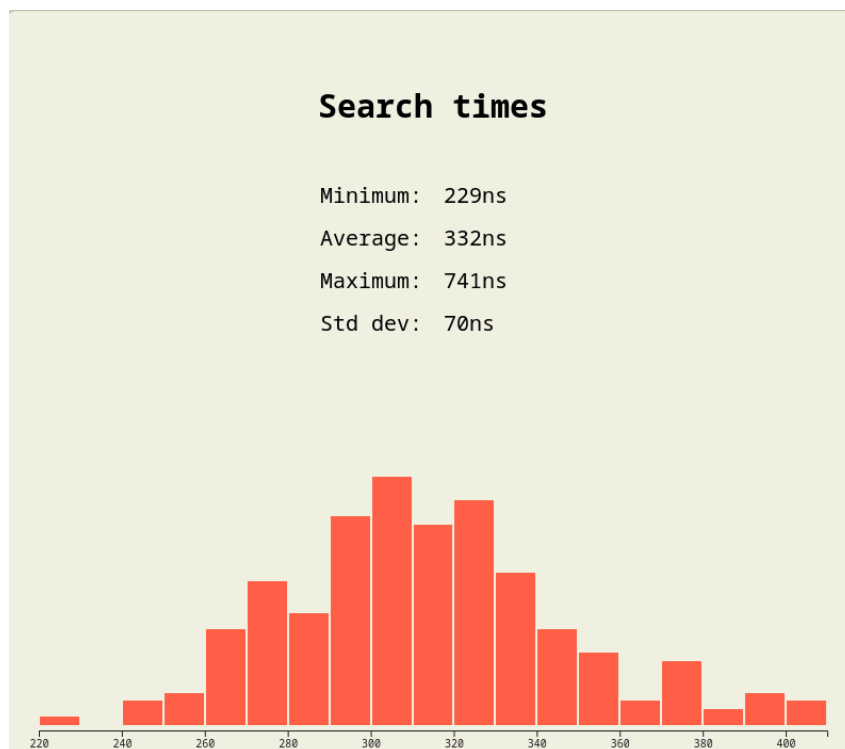 Search times
Minimum: 229ns
Average: 332ns
Maximum: 741ns
Std dev: 70ns
220 240 260 280 300 320 340 360 380 400